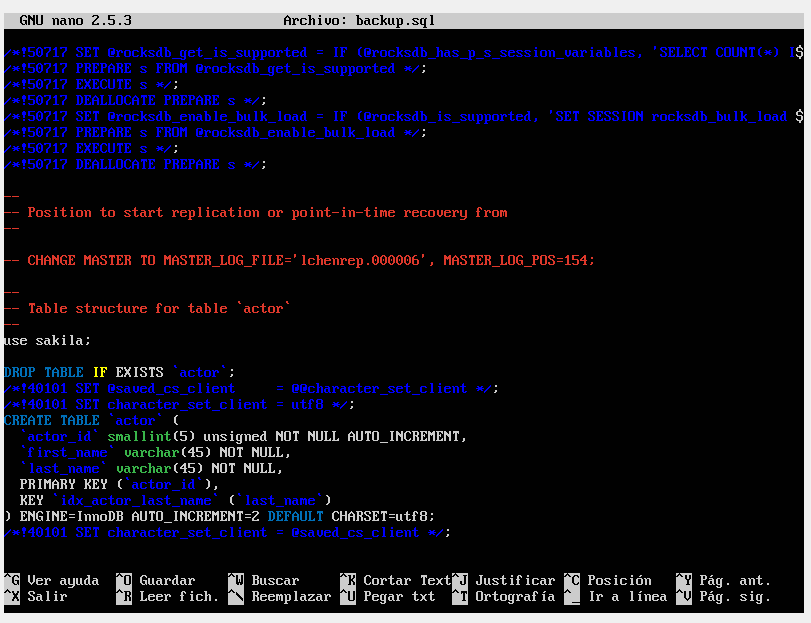 GNU nano 2.5.3 Archivo: backup.sql
/*!50717 SET @rocksdb_get_is_supported = IF (@rocksdb_has_p_s_session_variables, 'SELECT COUNT(*) I$
/*!50717 PREPARE s FROM @rocksdb_get_is_supported */;
/*!50717 EXECUTE s */;
/*!50717 DEALLOCATE PREPARE s */;
/*!50717 SET @rocksdb_enable_bulk_load = IF (@rocksdb_is_supported, 'SET SESSION rocksdb_bulk_load $
/*!50717 PREPARE s FROM @rocksdb_enable_bulk_load */;
/*!50717 EXECUTE s */;
/*!50717 DEALLOCATE PREPARE s */;
--
-- Position to start replication or point-in-time recovery from
--
-- CHANGE MASTER TO MASTER_LOG_FILE='lchenrep.000006', MASTER_LOG_POS=154;
--
-- Table structure for table `actor`
--
use sakila;
DROP TABLE IF EXISTS `actor`;
/*!40101 SET @saved_cs_client     = @@character_set_client */;
/*!40101 SET character_set_client = utf8 */;
CREATE TABLE `actor` (
  `actor_id` smallint(5) unsigned NOT NULL AUTO_INCREMENT,
  `first_name` varchar(45) NOT NULL,
  `last_name` varchar(45) NOT NULL,
  PRIMARY KEY (`actor_id`),
  KEY `idx_actor_last_name` (`last_name`)
) ENGINE=InnoDB AUTO_INCREMENT=2 DEFAULT CHARSET=utf8;
/*!40101 SET character_set_client = @saved_cs_client */;
^G Ver ayuda ^O Guardar ^W Buscar ^K Cortar Text ^J Justificar ^C Posición ^Y Pág. ant.
^X Salir ^R Leer fich. ^\ Reemplazar ^U Pegar txt ^T Ortografía ^_ Ir a línea ^V Pág. sig.